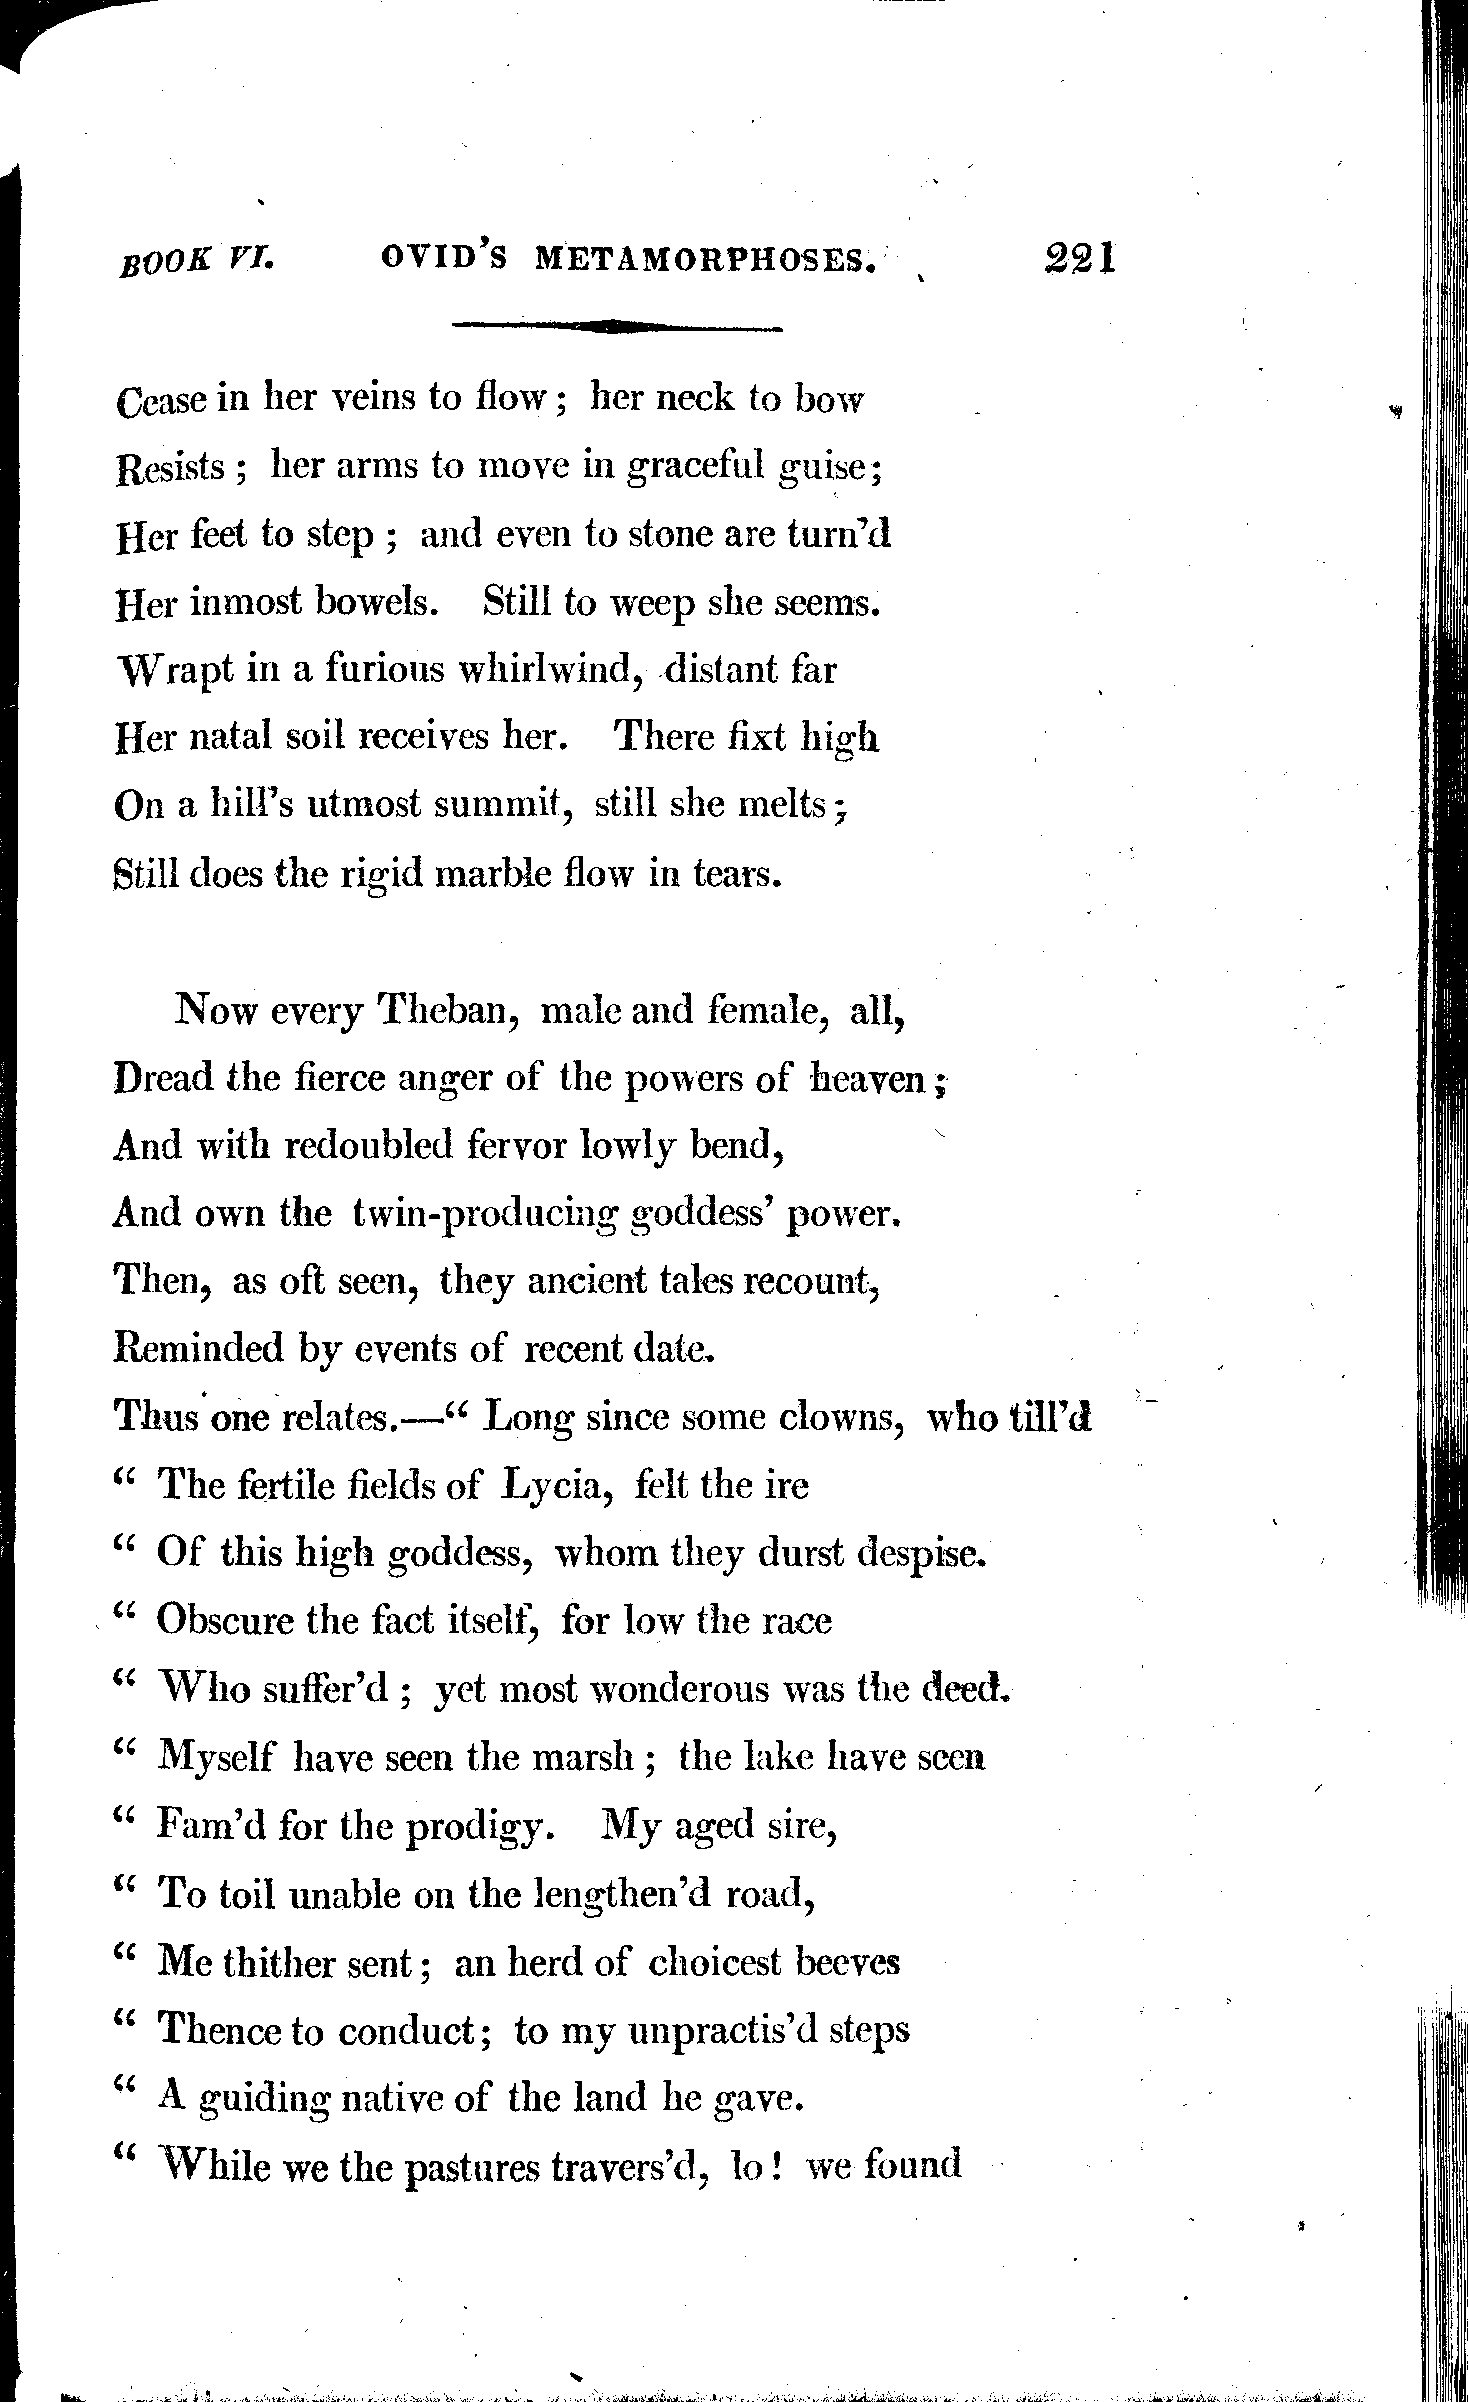 BOOK VI. OVID'S METAMORPHOSES. 221
Cease in her veins to flow; her neck to bow
Resists; her arms to move in graceful guise;
Her feet to step; and even to stone are turn'd
Her inmost bowels. Still to weep she seems.
Wrapt in a furious whirlwind, distant far
Her natal soil receives her. There fixt high
On a hill's utmost summit, still she melts;
Still does the rigid marble flow in tears.
Now every Theban, male and female, all,
Dread the fierce anger of the powers of heaven;
And with redoubled fervor lowly bend,
And own the twin-producing goddess' power.
Then, as oft seen, they ancient tales recount,
Reminded by events of recent date.
Thus one relates.—“ Long since some clowns, who till'd
“ The fertile fields of Lycia, felt the ire
“ Of this high goddess, whom they durst despise.
“ Obscure the fact itself, for low the race
“ Who suffer'd; yet most wonderous was the deed.
“ Myself have seen the marsh; the lake have seen
“ Fam'd for the prodigy. My aged sire,
“ To toil unable on the lengthen'd road,
“ Me thither sent; an herd of choicest beeves
“ Thence to conduct; to my unpractis'd steps
“ A guiding native of the land he gave.
“ While we the pastures travers'd, lo! we found